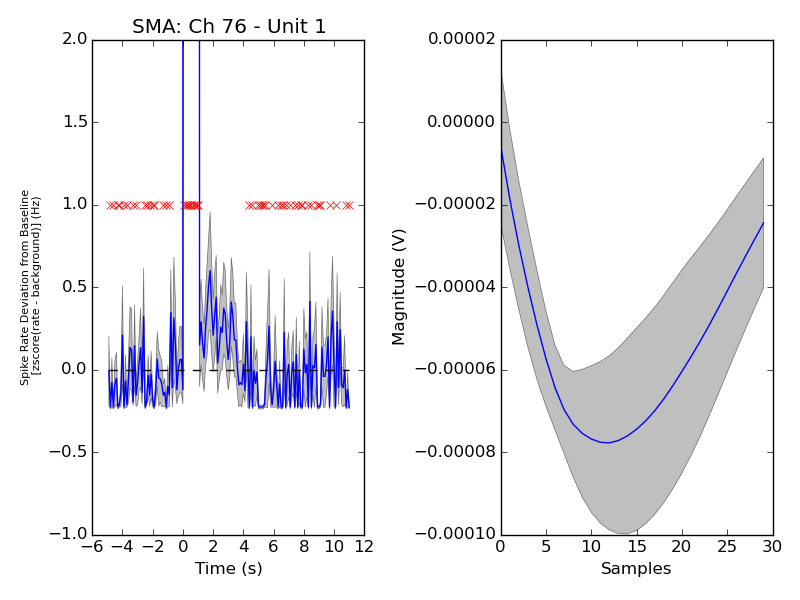 SMA: Ch 76 - Unit 1
2.0
1.5
1.0
0.5
0.0
−0.5
−1.0
−6 −4 −2 0 2 4 6 8 10 12
Time (s)
Spike Rate Deviation from Baseline
[zscore(rate - background)] (Hz)
0.00002
0.00000
−0.00002
−0.00004
−0.00006
−0.00008
−0.00010
0 5 10 15 20 25 30
Samples
Magnitude (V)